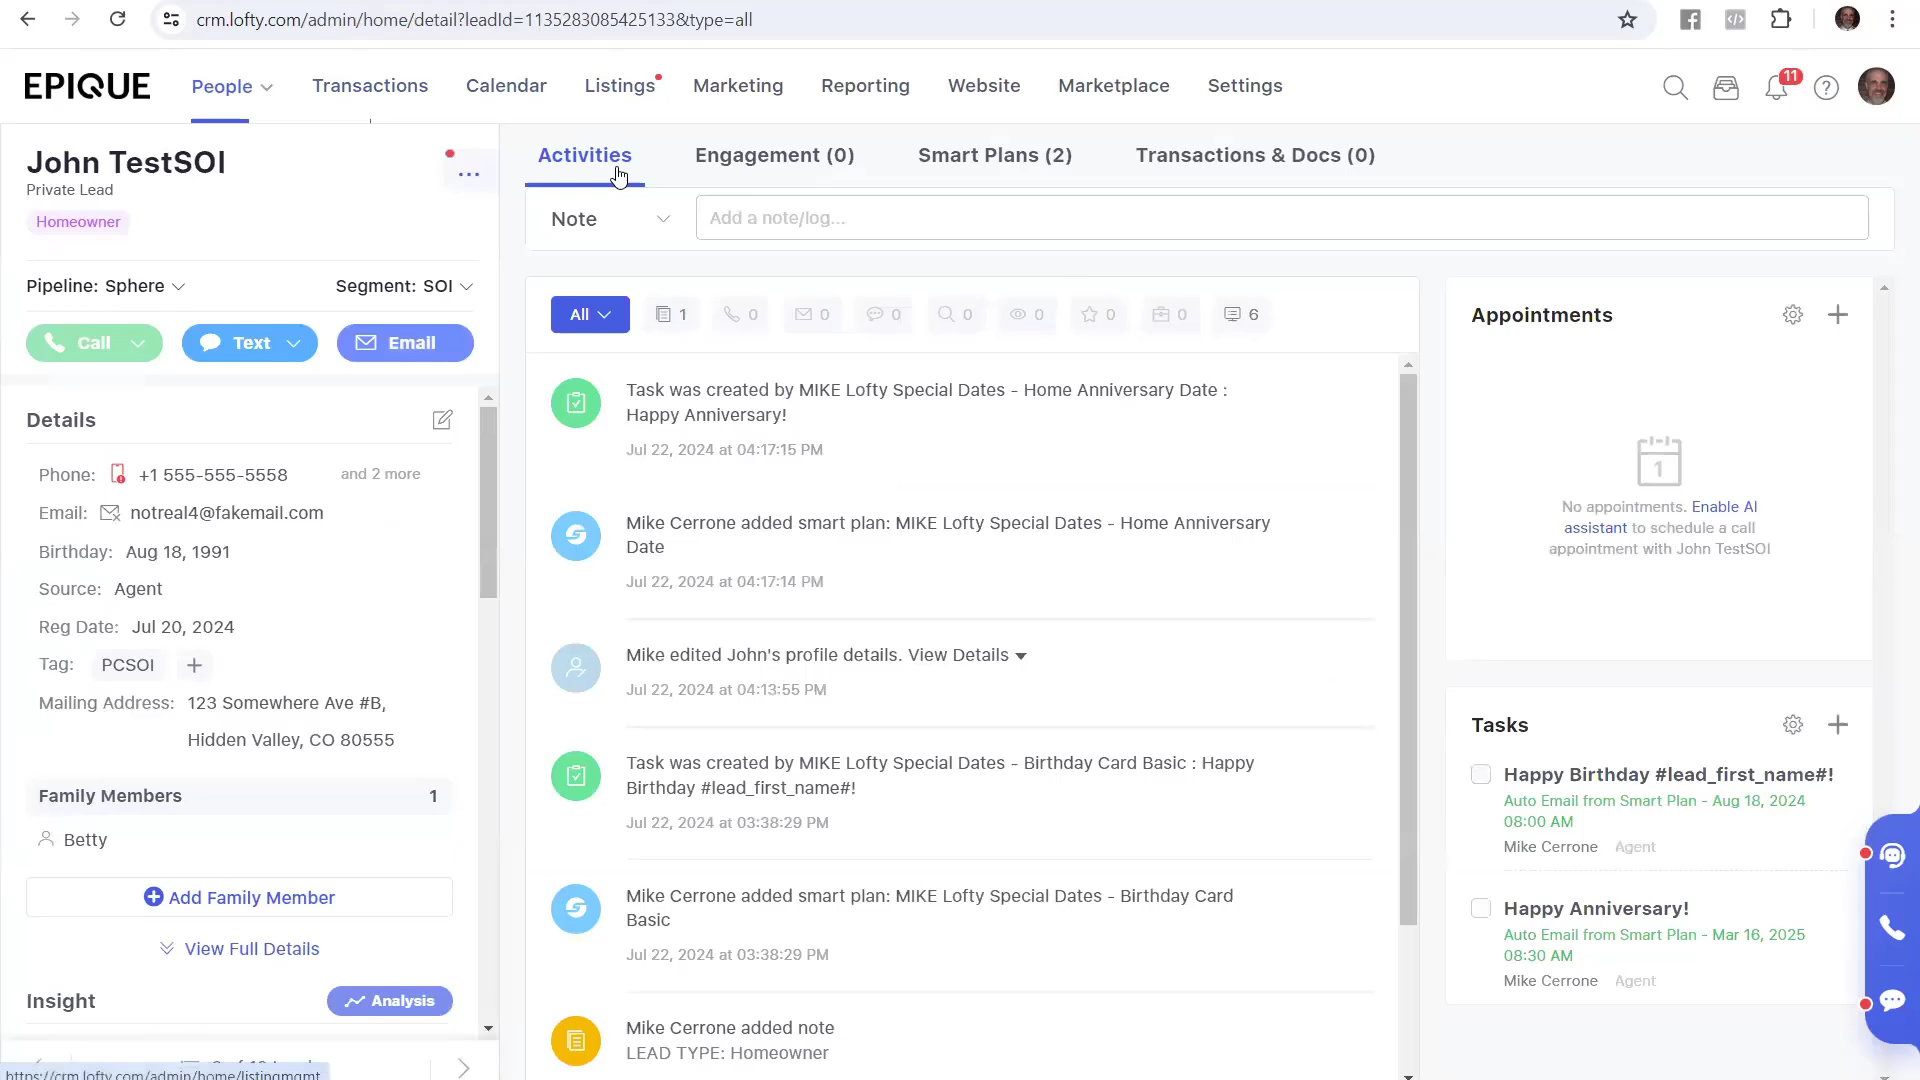 crm.lofty.com/admin/home/detail?leadId=1135283085425133&type=all
EPIQUE
People
Transactions
Calendar
Listings
Marketing
Reporting
Website
Marketplace
Settings
11
John TestSOI
Private Lead
Homeowner
Pipeline: Sphere
Segment: SOI
Call
Text
Email
Details
Phone: +1 555-555-5558 and 2 more
Email: notreal4@fakemail.com
Birthday: Aug 18, 1991
Source: Agent
Reg Date: Jul 20, 2024
Tag: PCSOI +
Mailing Address: 123 Somewhere Ave #B,
Hidden Valley, CO 80555
Family Members 1
Betty
Add Family Member
View Full Details
Insight
Analysis
https://crm.lofty.com/admin/home/listingmgmt
Activities
Engagement (0)
Smart Plans (2)
Transactions & Docs (0)
Note
Add a note/log...
All
1
0
0
0
0
0
0
0
6
Task was created by MIKE Lofty Special Dates - Home Anniversary Date :
Happy Anniversary!
Jul 22, 2024 at 04:17:15 PM
Mike Cerrone added smart plan: MIKE Lofty Special Dates - Home Anniversary
Date
Jul 22, 2024 at 04:17:14 PM
Mike edited John's profile details. View Details
Jul 22, 2024 at 04:13:55 PM
Task was created by MIKE Lofty Special Dates - Birthday Card Basic : Happy
Birthday #lead_first_name#!
Jul 22, 2024 at 03:38:29 PM
Mike Cerrone added smart plan: MIKE Lofty Special Dates - Birthday Card
Basic
Jul 22, 2024 at 03:38:29 PM
Mike Cerrone added note
LEAD TYPE: Homeowner
Appointments
1
No appointments. Enable AI
assistant to schedule a call
appointment with John TestSOI
Tasks
Happy Birthday #lead_first_name#!
Auto Email from Smart Plan - Aug 18, 2024
08:00 AM
Mike Cerrone Agent
Happy Anniversary!
Auto Email from Smart Plan - Mar 16, 2025
08:30 AM
Mike Cerrone Agent